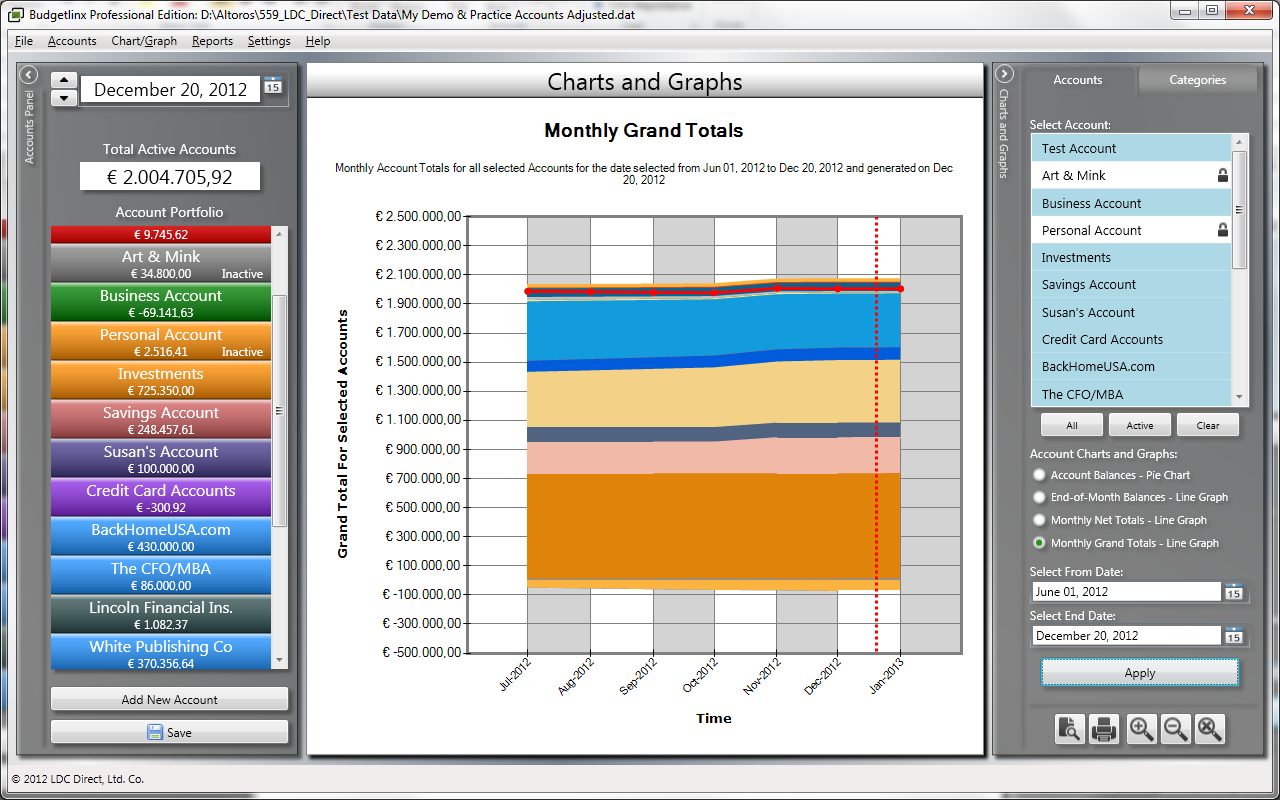 Budgetlinx Professional Edition: D:\Altoros\559_LDC_Direct\Test Data\My Demo & Practice Accounts Adjusted.dat
File Accounts Chart/Graph Reports Settings Help
Accounts Panel
December 20, 2012
15
Total Active Accounts
€ 2.004.705,92
Account Portfolio
€ 9.745,62
Art & Mink
€ 34.800,00 Inactive
Business Account
€ -69.141,63
Personal Account
€ 2.516,41 Inactive
Investments
€ 725.350,00
Savings Account
€ 248.457,61
Susan's Account
€ 100.000,00
Credit Card Accounts
€ -300,92
BackHomeUSA.com
€ 430.000,00
The CFO/MBA
€ 86.000,00
Lincoln Financial Ins.
€ 1.082,37
White Publishing Co
€ 370.356,64
Add New Account
Save
Charts and Graphs
Monthly Grand Totals
Monthly Account Totals for all selected Accounts for the date selected from Jun 01, 2012 to Dec 20, 2012 and generated on Dec
20, 2012
Grand Total For Selected Accounts
€ 2.500.000,00
€ 2.300.000,00
€ 2.100.000,00
€ 1.900.000,00
€ 1.700.000,00
€ 1.500.000,00
€ 1.300.000,00
€ 1.100.000,00
€ 900.000,00
€ 700.000,00
€ 500.000,00
€ 300.000,00
€ 100.000,00
€ -100.000,00
€ -300.000,00
€ -500.000,00
Jul-2012 Aug-2012 Sep-2012 Oct-2012 Nov-2012 Dec-2012 Jan-2013
Time
Charts and Graphs
Accounts Categories
Select Account:
Test Account
Art & Mink
Business Account
Personal Account
Investments
Savings Account
Susan's Account
Credit Card Accounts
BackHomeUSA.com
The CFO/MBA
All Active Clear
Account Charts and Graphs:
Account Balances - Pie Chart
End-of-Month Balances - Line Graph
Monthly Net Totals - Line Graph
Monthly Grand Totals - Line Graph
Select From Date:
June 01, 2012
15
Select End Date:
December 20, 2012
15
Apply
© 2012 LDC Direct, Ltd. Co.